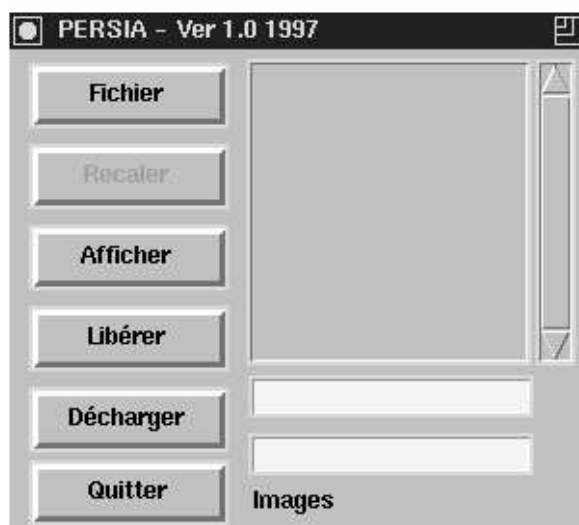 PERSIA - Ver 1.0 1997
Fichier
Recaler
Afficher
Libérer
Décharger
Quitter
Images